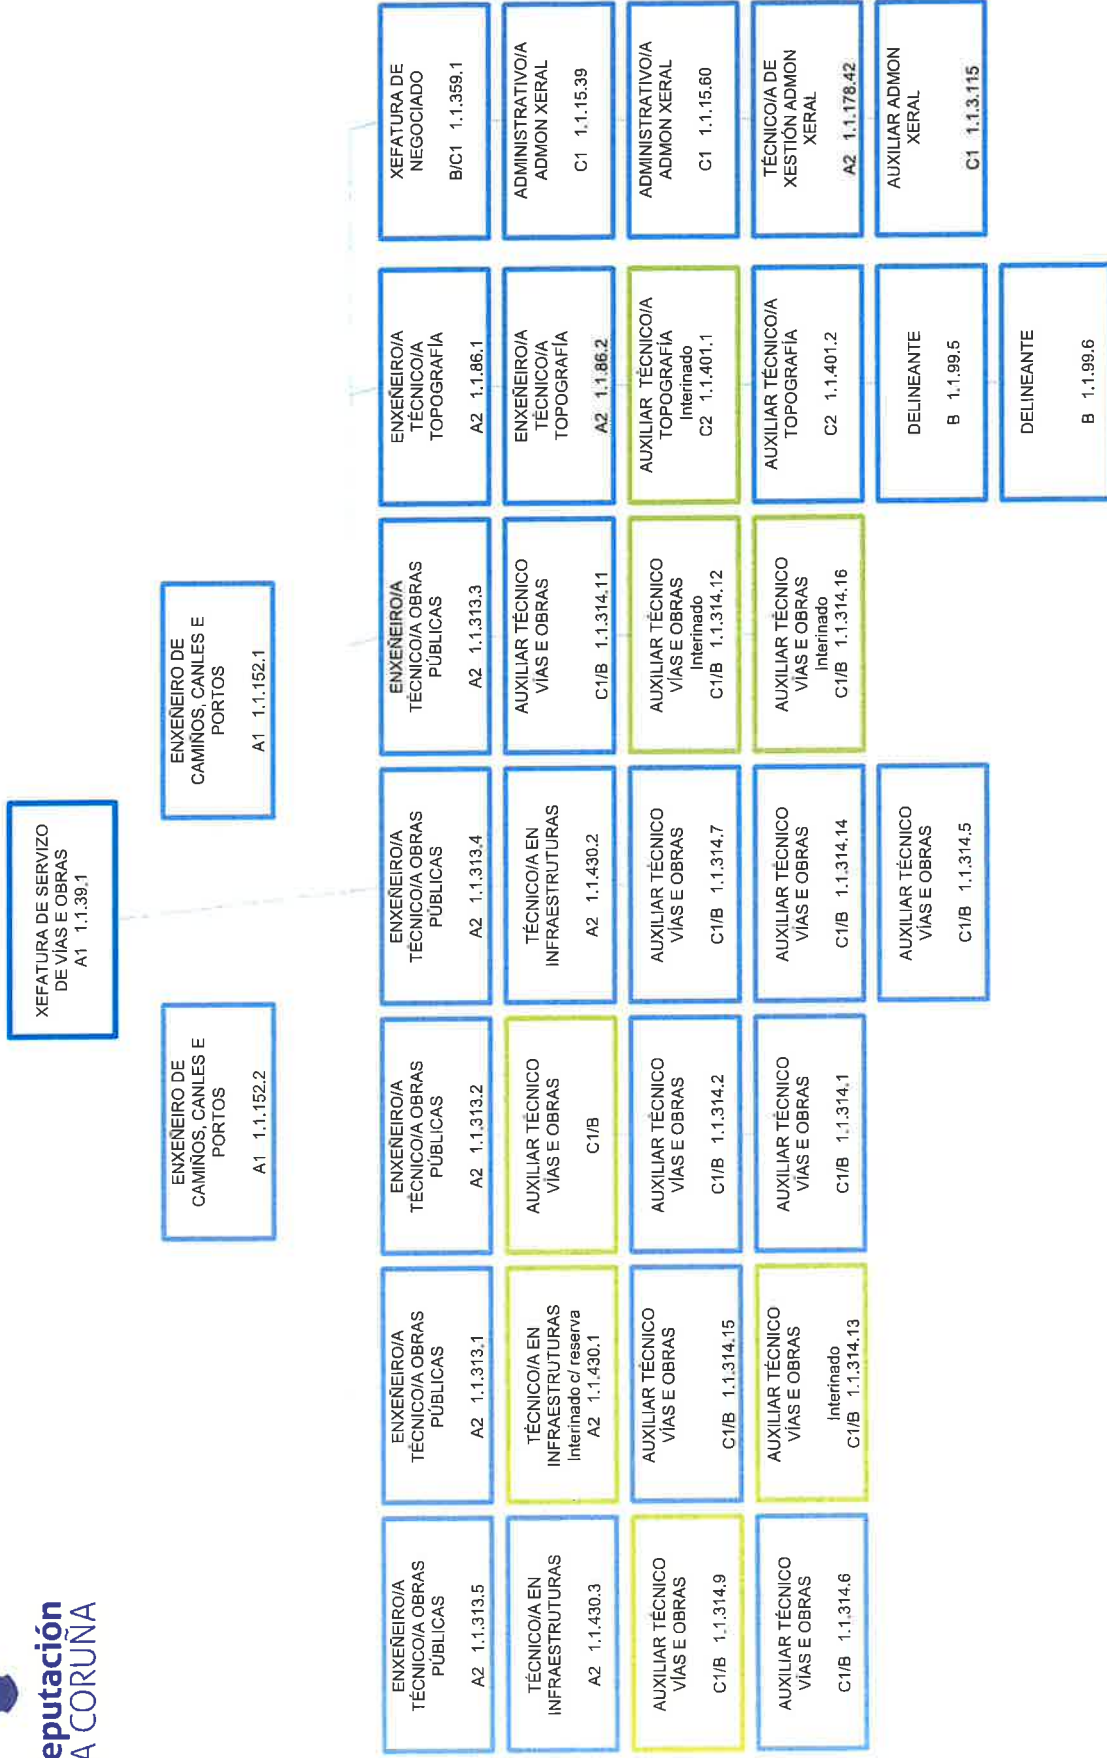 eputación
A CORUÑA
XEFATURA DE SERVIZO
DE VÍAS E OBRAS
A1 1.1.39.1
ENXEÑEIRO DE
CAMIÑOS, CANLES E
PORTOS
A1 1.1.152.2
ENXEÑEIRO DE
CAMIÑOS, CANLES E
PORTOS
A1 1.1.152.1
ENXEÑEIRO/A
TÉCNICO/A OBRAS
PÚBLICAS
A2 1.1.313.5
TÉCNICO/A EN
INFRAESTRUTURAS
A2 1.1.430.3
AUXILIAR TÉCNICO
VÍAS E OBRAS
C1/B 1.1.314.9
AUXILIAR TÉCNICO
VÍAS E OBRAS
C1/B 1.1.314.6
ENXEÑEIRO/A
TÉCNICO/A OBRAS
PÚBLICAS
A2 1.1.313.1
TÉCNICO/A EN
INFRAESTRUTURAS
Interinado c/ reserva
A2 1.1.430.1
AUXILIAR TÉCNICO
VÍAS E OBRAS
C1/B 1.1.314.15
AUXILIAR TÉCNICO
VÍAS E OBRAS
Interinado
C1/B 1.1.314.13
ENXEÑEIRO/A
TÉCNICO/A OBRAS
PÚBLICAS
A2 1.1.313.2
AUXILIAR TÉCNICO
VÍAS E OBRAS
C1/B
AUXILIAR TÉCNICO
VÍAS E OBRAS
C1/B 1.1.314.2
AUXILIAR TÉCNICO
VÍAS E OBRAS
C1/B 1.1.314.1
ENXEÑEIRO/A
TÉCNICO/A OBRAS
PÚBLICAS
A2 1.1.313.4
TÉCNICO/A EN
INFRAESTRUTURAS
A2 1.1.430.2
AUXILIAR TÉCNICO
VÍAS E OBRAS
C1/B 1.1.314.7
AUXILIAR TÉCNICO
VÍAS E OBRAS
C1/B 1.1.314.14
AUXILIAR TÉCNICO
VÍAS E OBRAS
C1/B 1.1.314.5
ENXEÑEIRO/A
TÉCNICO/A OBRAS
PÚBLICAS
A2 1.1.313.3
AUXILIAR TÉCNICO
VÍAS E OBRAS
C1/B 1.1.314.11
AUXILIAR TÉCNICO
VÍAS E OBRAS
Interinado
C1/B 1.1.314.12
AUXILIAR TÉCNICO
VÍAS E OBRAS
Interinado
C1/B 1.1.314.16
ENXEÑEIRO/A
TÉCNICO/A
TOPOGRAFÍA
A2 1.1.86.1
ENXEÑEIRO/A
TÉCNICO/A
TOPOGRAFÍA
A2 1.1.86.2
AUXILIAR TÉCNICO/A
TOPOGRAFÍA
Interinado
C2 1.1.401.1
AUXILIAR TÉCNICO/A
TOPOGRAFÍA
C2 1.1.401.2
DELINEANTE
B 1.1.99.5
DELINEANTE
B 1.1.99.6
XEFATURA DE
NEGOCIADO
B/C1 1.1.359.1
ADMINISTRATIVO/A
ADMON XERAL
C1 1.1.15.39
ADMINISTRATIVO/A
ADMON XERAL
C1 1.1.15.60
TÉCNICO/A DE
XESTIÓN ADMON
XERAL
A2 1.1.178.42
AUXILIAR ADMON
XERAL
C1 1.1.3.115